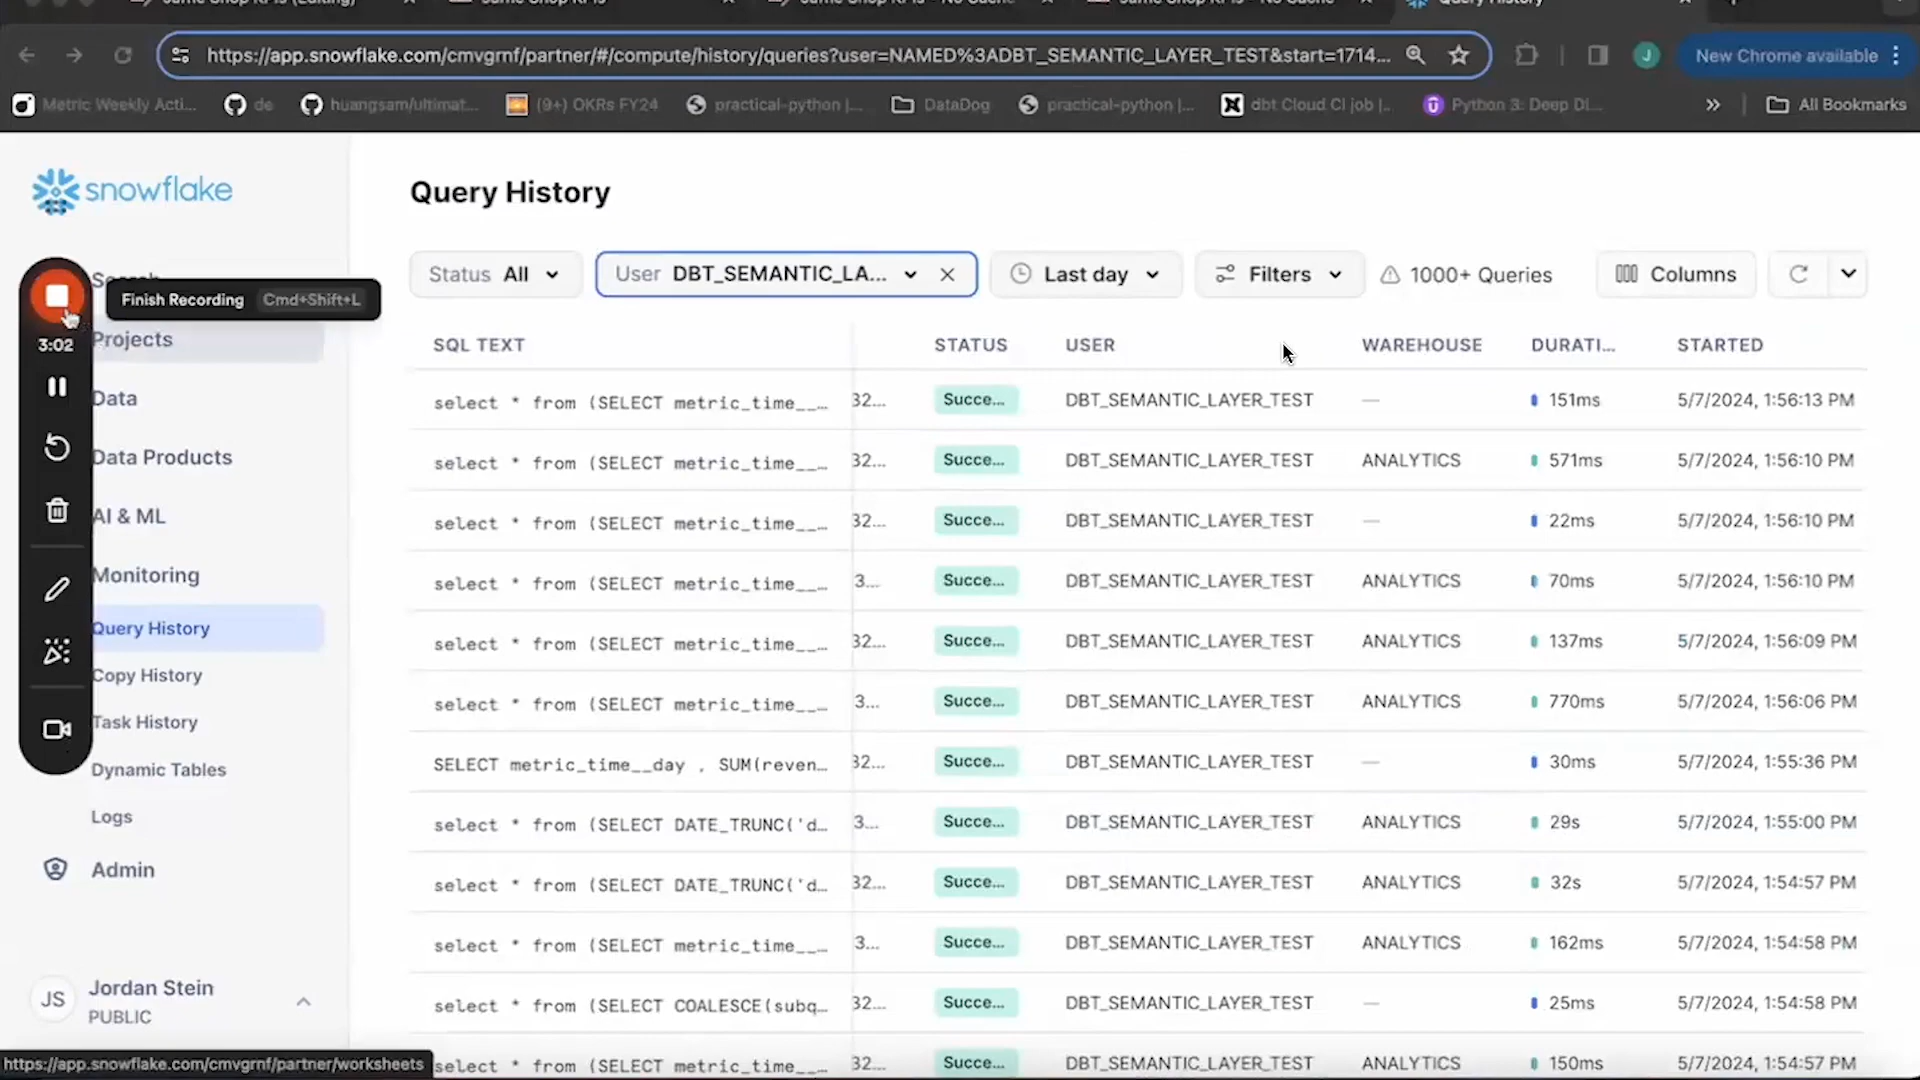 https://app.snowflake.com/cmvgrnf/partner/#/compute/history/queries?user=NAMED%3ADBT_SEMANTIC_LAYER_TEST&start=1714...
New Chrome available
Metric Weekly Acti...
de
huangsam/ultimat...
(9+) OKRs FY24
practical-python |...
DataDog
practical-python |...
dbt Cloud CI job |...
Python 3: Deep Di...
All Bookmarks
snowflake
Query History
Status All
User DBT_SEMANTIC_LA...
Last day
Filters
1000+ Queries
Columns
Finish Recording Cmd+Shift+L
3:02
Projects
Data
Data Products
AI & ML
Monitoring
Query History
Copy History
Task History
Dynamic Tables
Logs
Admin
JS
Jordan Stein
PUBLIC
https://app.snowflake.com/cmvgrnf/partner/worksheets
SQL TEXT STATUS USER WAREHOUSE DURATI... STARTED
select * from (SELECT metric_time__... 32... Succe... DBT_SEMANTIC_LAYER_TEST — 151ms 5/7/2024, 1:56:13 PM
select * from (SELECT metric_time__... 32... Succe... DBT_SEMANTIC_LAYER_TEST ANALYTICS 571ms 5/7/2024, 1:56:10 PM
select * from (SELECT metric_time__... 32... Succe... DBT_SEMANTIC_LAYER_TEST — 22ms 5/7/2024, 1:56:10 PM
select * from (SELECT metric_time__... 3... Succe... DBT_SEMANTIC_LAYER_TEST ANALYTICS 70ms 5/7/2024, 1:56:10 PM
select * from (SELECT metric_time__... 32... Succe... DBT_SEMANTIC_LAYER_TEST ANALYTICS 137ms 5/7/2024, 1:56:09 PM
select * from (SELECT metric_time__... 3... Succe... DBT_SEMANTIC_LAYER_TEST ANALYTICS 770ms 5/7/2024, 1:56:06 PM
SELECT metric_time__day , SUM(reven... 32... Succe... DBT_SEMANTIC_LAYER_TEST — 30ms 5/7/2024, 1:55:36 PM
select * from (SELECT DATE_TRUNC('d... 3... Succe... DBT_SEMANTIC_LAYER_TEST ANALYTICS 29s 5/7/2024, 1:55:00 PM
select * from (SELECT DATE_TRUNC('d... 32... Succe... DBT_SEMANTIC_LAYER_TEST ANALYTICS 32s 5/7/2024, 1:54:57 PM
select * from (SELECT metric_time__... 3... Succe... DBT_SEMANTIC_LAYER_TEST ANALYTICS 162ms 5/7/2024, 1:54:58 PM
select * from (SELECT COALESCE(subq... 32... Succe... DBT_SEMANTIC_LAYER_TEST — 25ms 5/7/2024, 1:54:58 PM
select * from (SELECT metric_time__... 32... Succe... DBT_SEMANTIC_LAYER_TEST ANALYTICS 150ms 5/7/2024, 1:54:57 PM